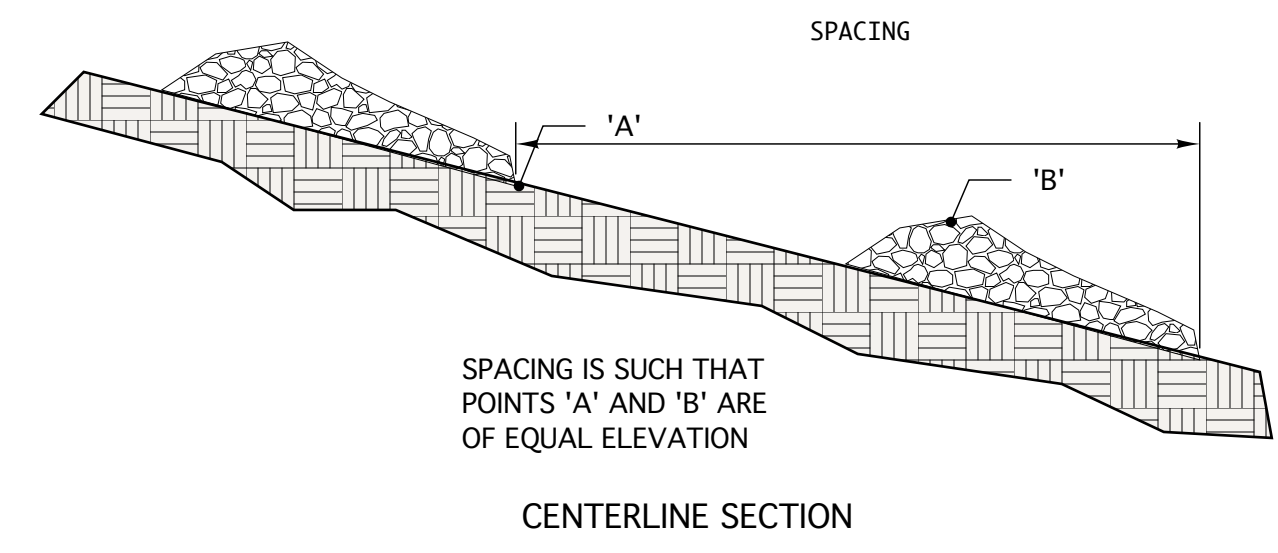 SPACING
'A'
'B'
SPACING IS SUCH THAT
POINTS 'A' AND 'B' ARE
OF EQUAL ELEVATION
CENTERLINE SECTION